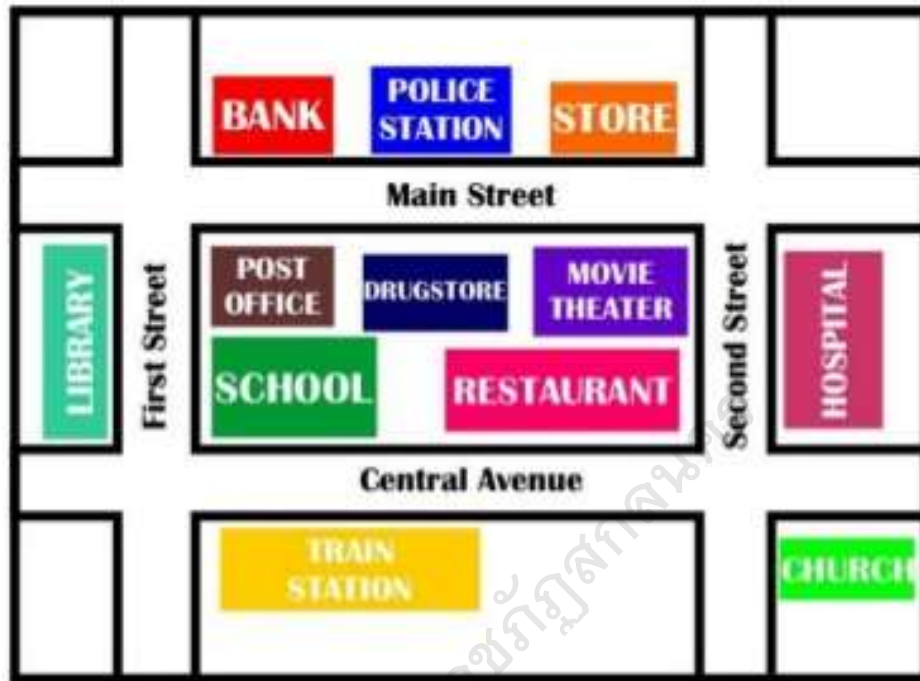 BANK
POLICE
STATION
STORE
Main Street
LIBRARY
First Street
POST
OFFICE
DRUGSTORE
MOVIE
THEATER
SCHOOL
RESTAURANT
Second Street
HOSPITAL
Central Avenue
TRAIN
STATION
CHURCH